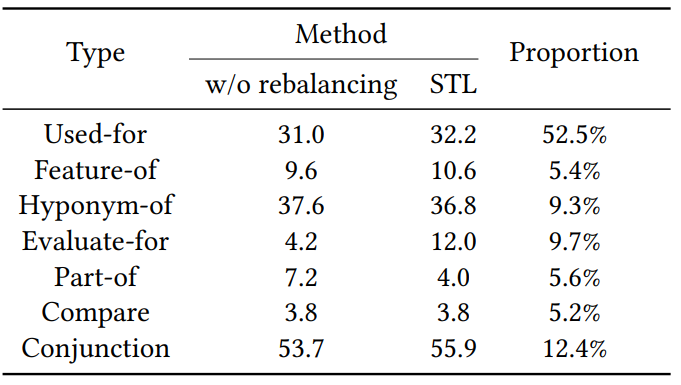 Type Method Proportion
w/o rebalancing STL
Used-for 31.0 32.2 52.5%
Feature-of 9.6 10.6 5.4%
Hyponym-of 37.6 36.8 9.3%
Evaluate-for 4.2 12.0 9.7%
Part-of 7.2 4.0 5.6%
Compare 3.8 3.8 5.2%
Conjunction 53.7 55.9 12.4%